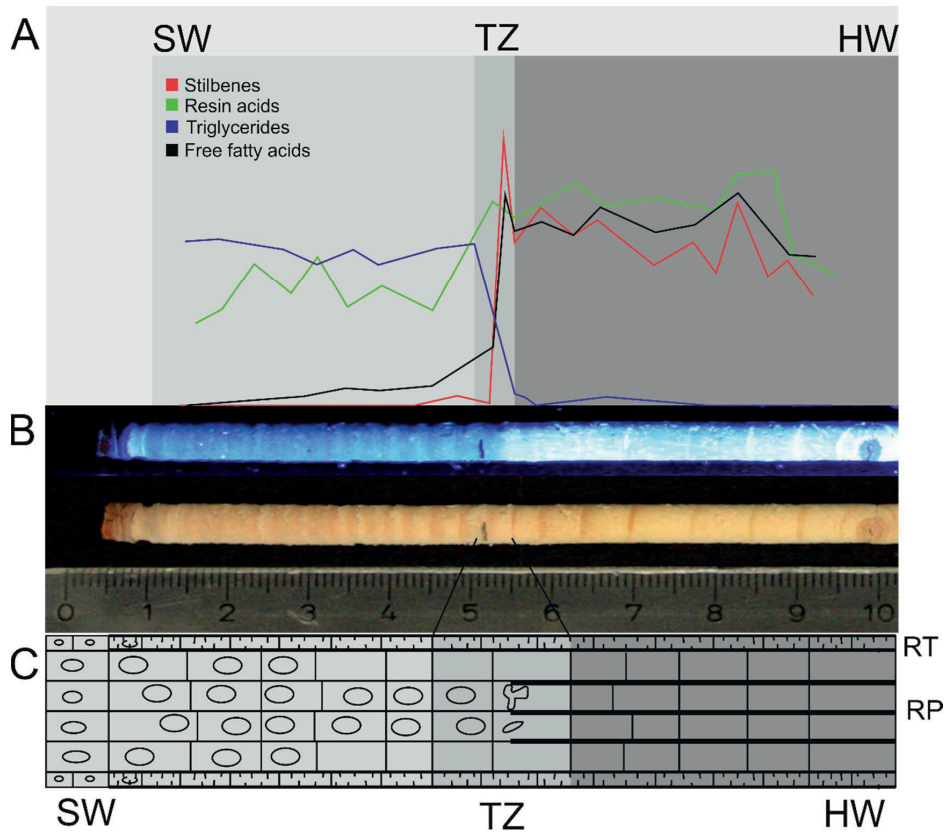 A
SW TZ HW
Stilbenes
Resin acids
Triglycerides
Free fatty acids
B
0 1 2 3 4 5 6 7 8 9 10
C
RT
RP
SW TZ HW